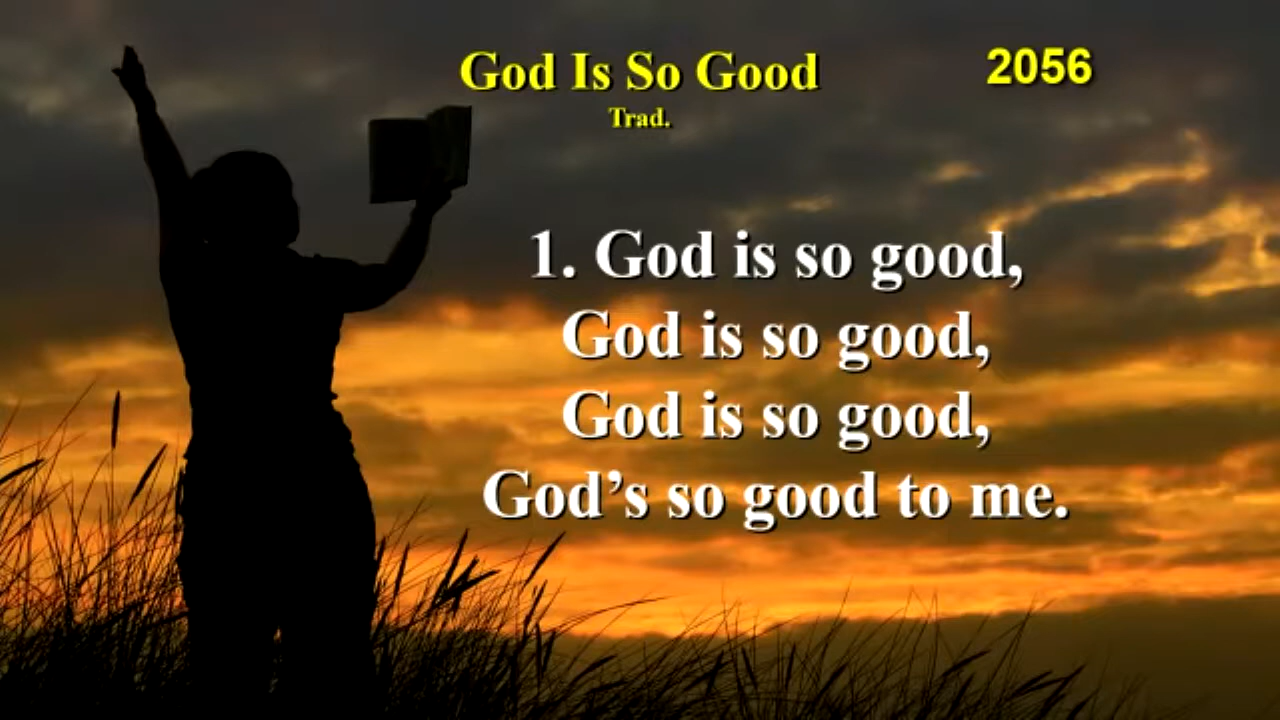 God Is So Good
2056
Trad.
1. God is so good,
God is so good,
God is so good,
God’s so good to me.